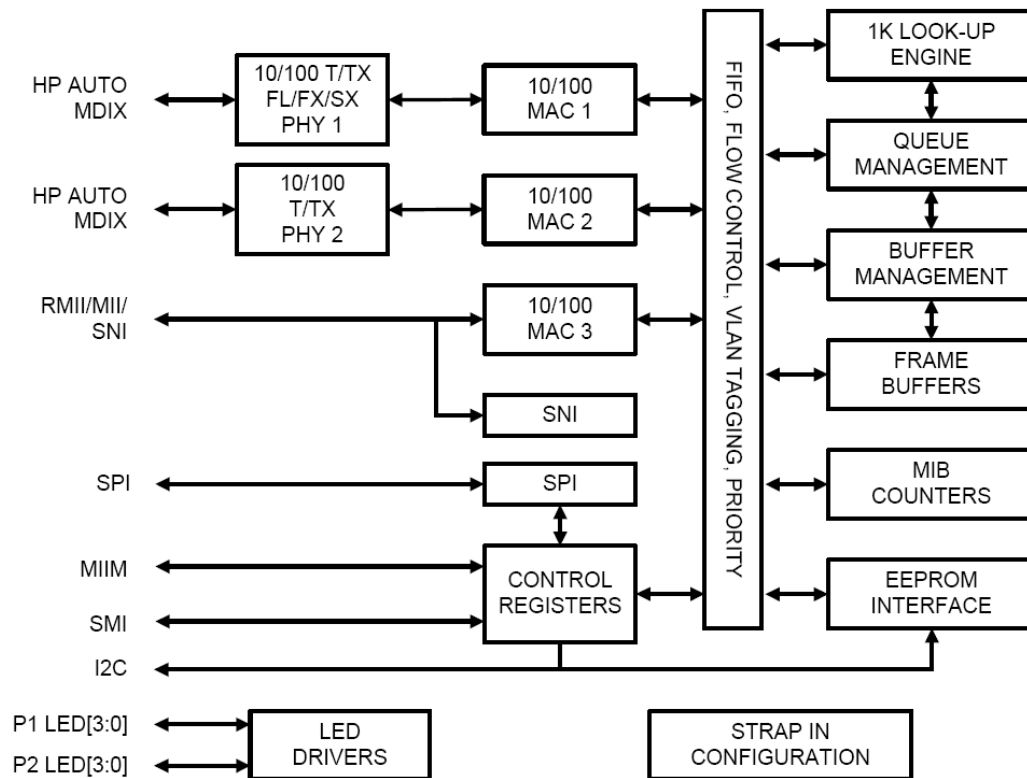 HP AUTO
MDIX
10/100 T/TX
FL/FX/SX
PHY 1
10/100
MAC 1
HP AUTO
MDIX
10/100
T/TX
PHY 2
10/100
MAC 2
RMII/MII/
SNI
10/100
MAC 3
SNI
SPI
SPI
MIIM
SMI
I2C
CONTROL
REGISTERS
FIFO, FLOW CONTROL, VLAN TAGGING, PRIORITY
1K LOOK-UP
ENGINE
QUEUE
MANAGEMENT
BUFFER
MANAGEMENT
FRAME
BUFFERS
MIB
COUNTERS
EEPROM
INTERFACE
P1 LED[3:0]
P2 LED[3:0]
LED
DRIVERS
STRAP IN
CONFIGURATION